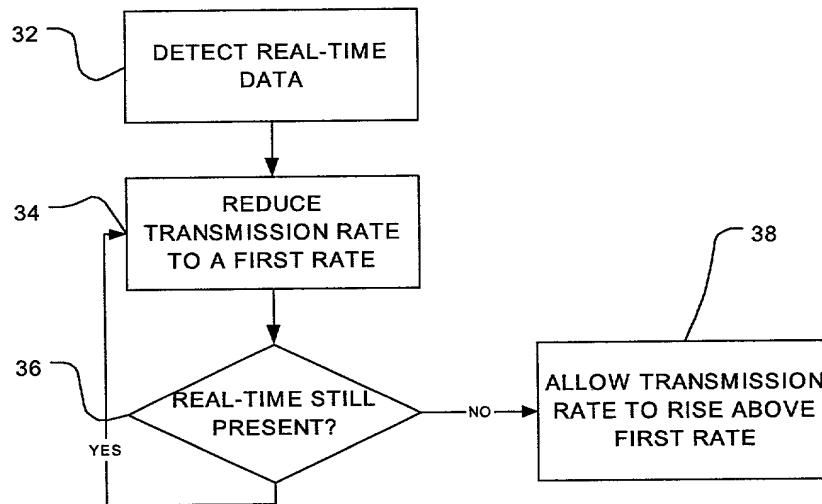 32
DETECT REAL-TIME
DATA
34
REDUCE
TRANSMISSION RATE
TO A FIRST RATE
38
36
REAL-TIME STILL
PRESENT?
YES
NO
ALLOW TRANSMISSION
RATE TO RISE ABOVE
FIRST RATE